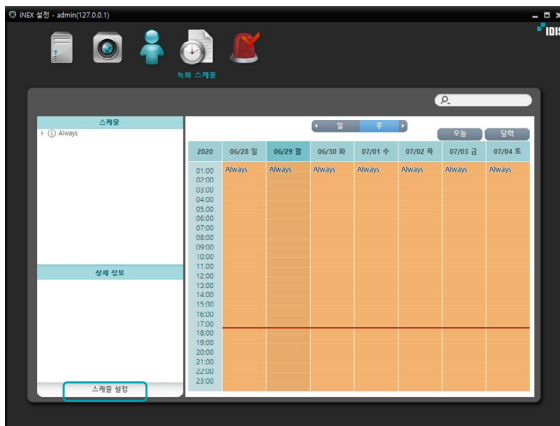 iNEX 설정 - admin(127.0.0.1)
IDIS
녹화 스케줄
스케줄
Always
일 주
오늘 달력
2020 06/28 일 06/29 월 06/30 화 07/01 수 07/02 목 07/03 금 07/04 토
01:00 Always Always Always Always Always Always Always
02:00
03:00
04:00
05:00
06:00
07:00
08:00
09:00
10:00
11:00
12:00
13:00
14:00
15:00
16:00
17:00
18:00
19:00
20:00
21:00
22:00
23:00
상세 정보
스케줄 설정